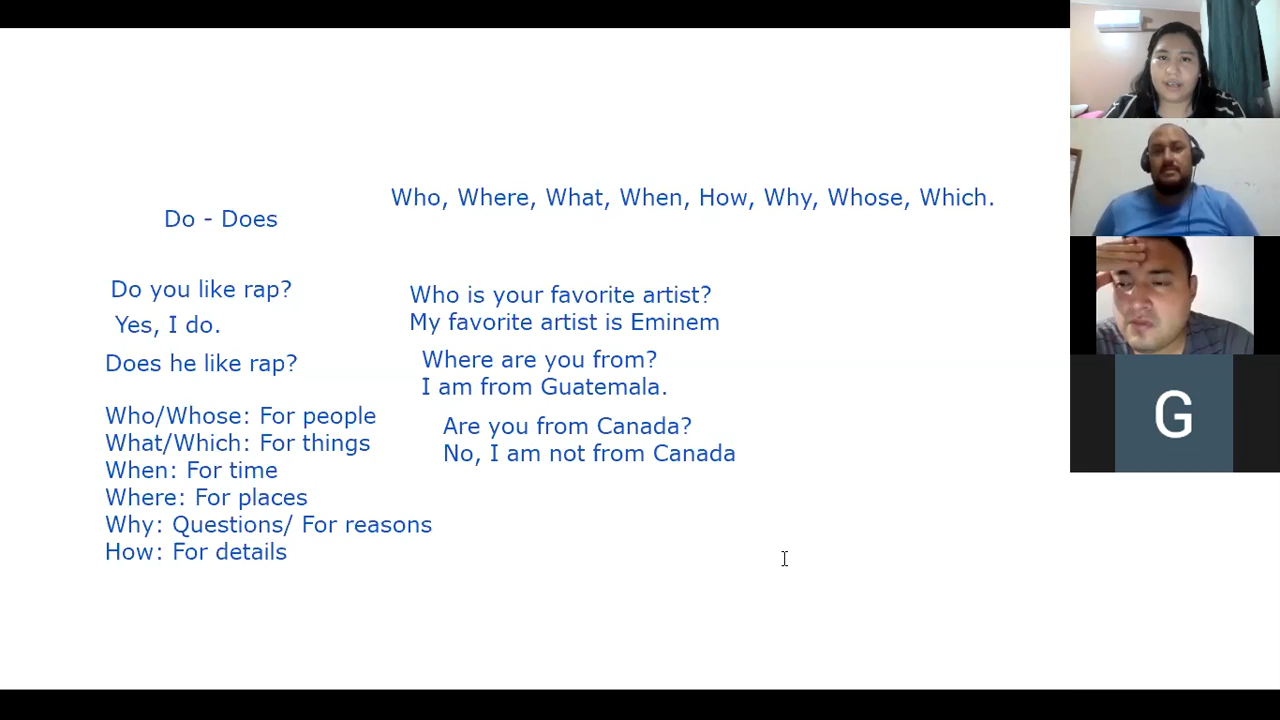 Who, Where, What, When, How, Why, Whose, Which.
Do - Does
Do you like rap?
Yes, I do.
Does he like rap?
Who/Whose: For people
What/Which: For things
When: For time
Where: For places
Why: Questions/ For reasons
How: For details
Who is your favorite artist?
My favorite artist is Eminem
Where are you from?
I am from Guatemala.
Are you from Canada?
No, I am not from Canada
G